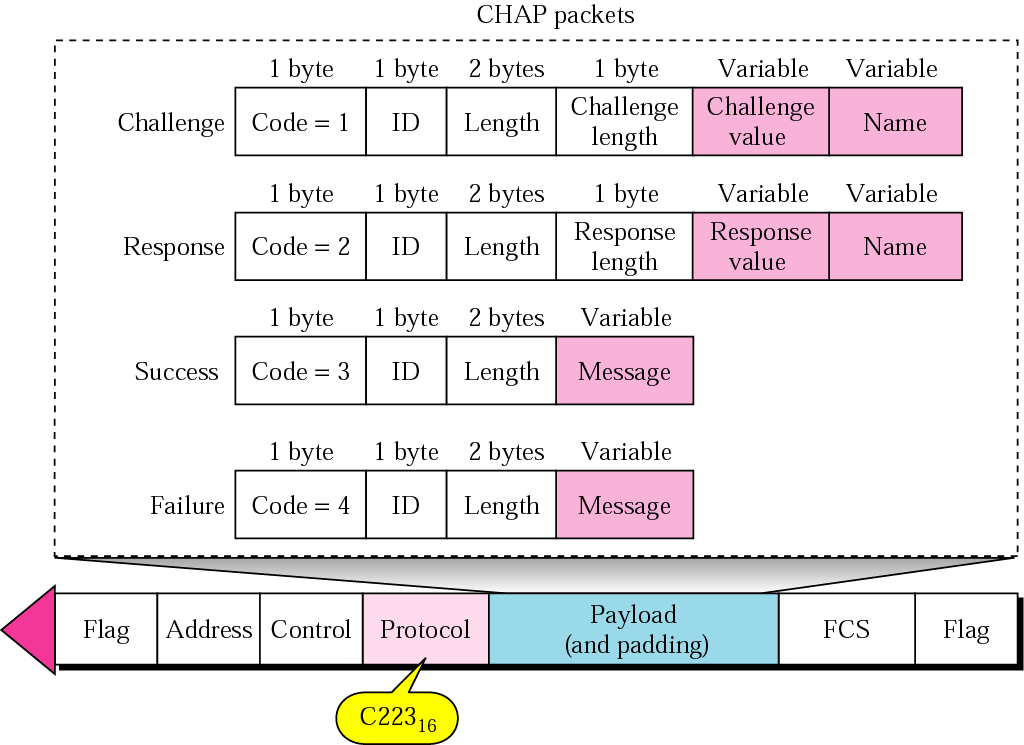 CHAP packets
1 byte 1 byte 2 bytes 1 byte Variable Variable
Challenge Code = 1 ID Length Challenge length Challenge value Name
1 byte 1 byte 2 bytes 1 byte Variable Variable
Response Code = 2 ID Length Response length Response value Name
1 byte 1 byte 2 bytes Variable
Success Code = 3 ID Length Message
1 byte 1 byte 2 bytes Variable
Failure Code = 4 ID Length Message
Flag Address Control Protocol Payload (and padding) FCS Flag
C223₁₆